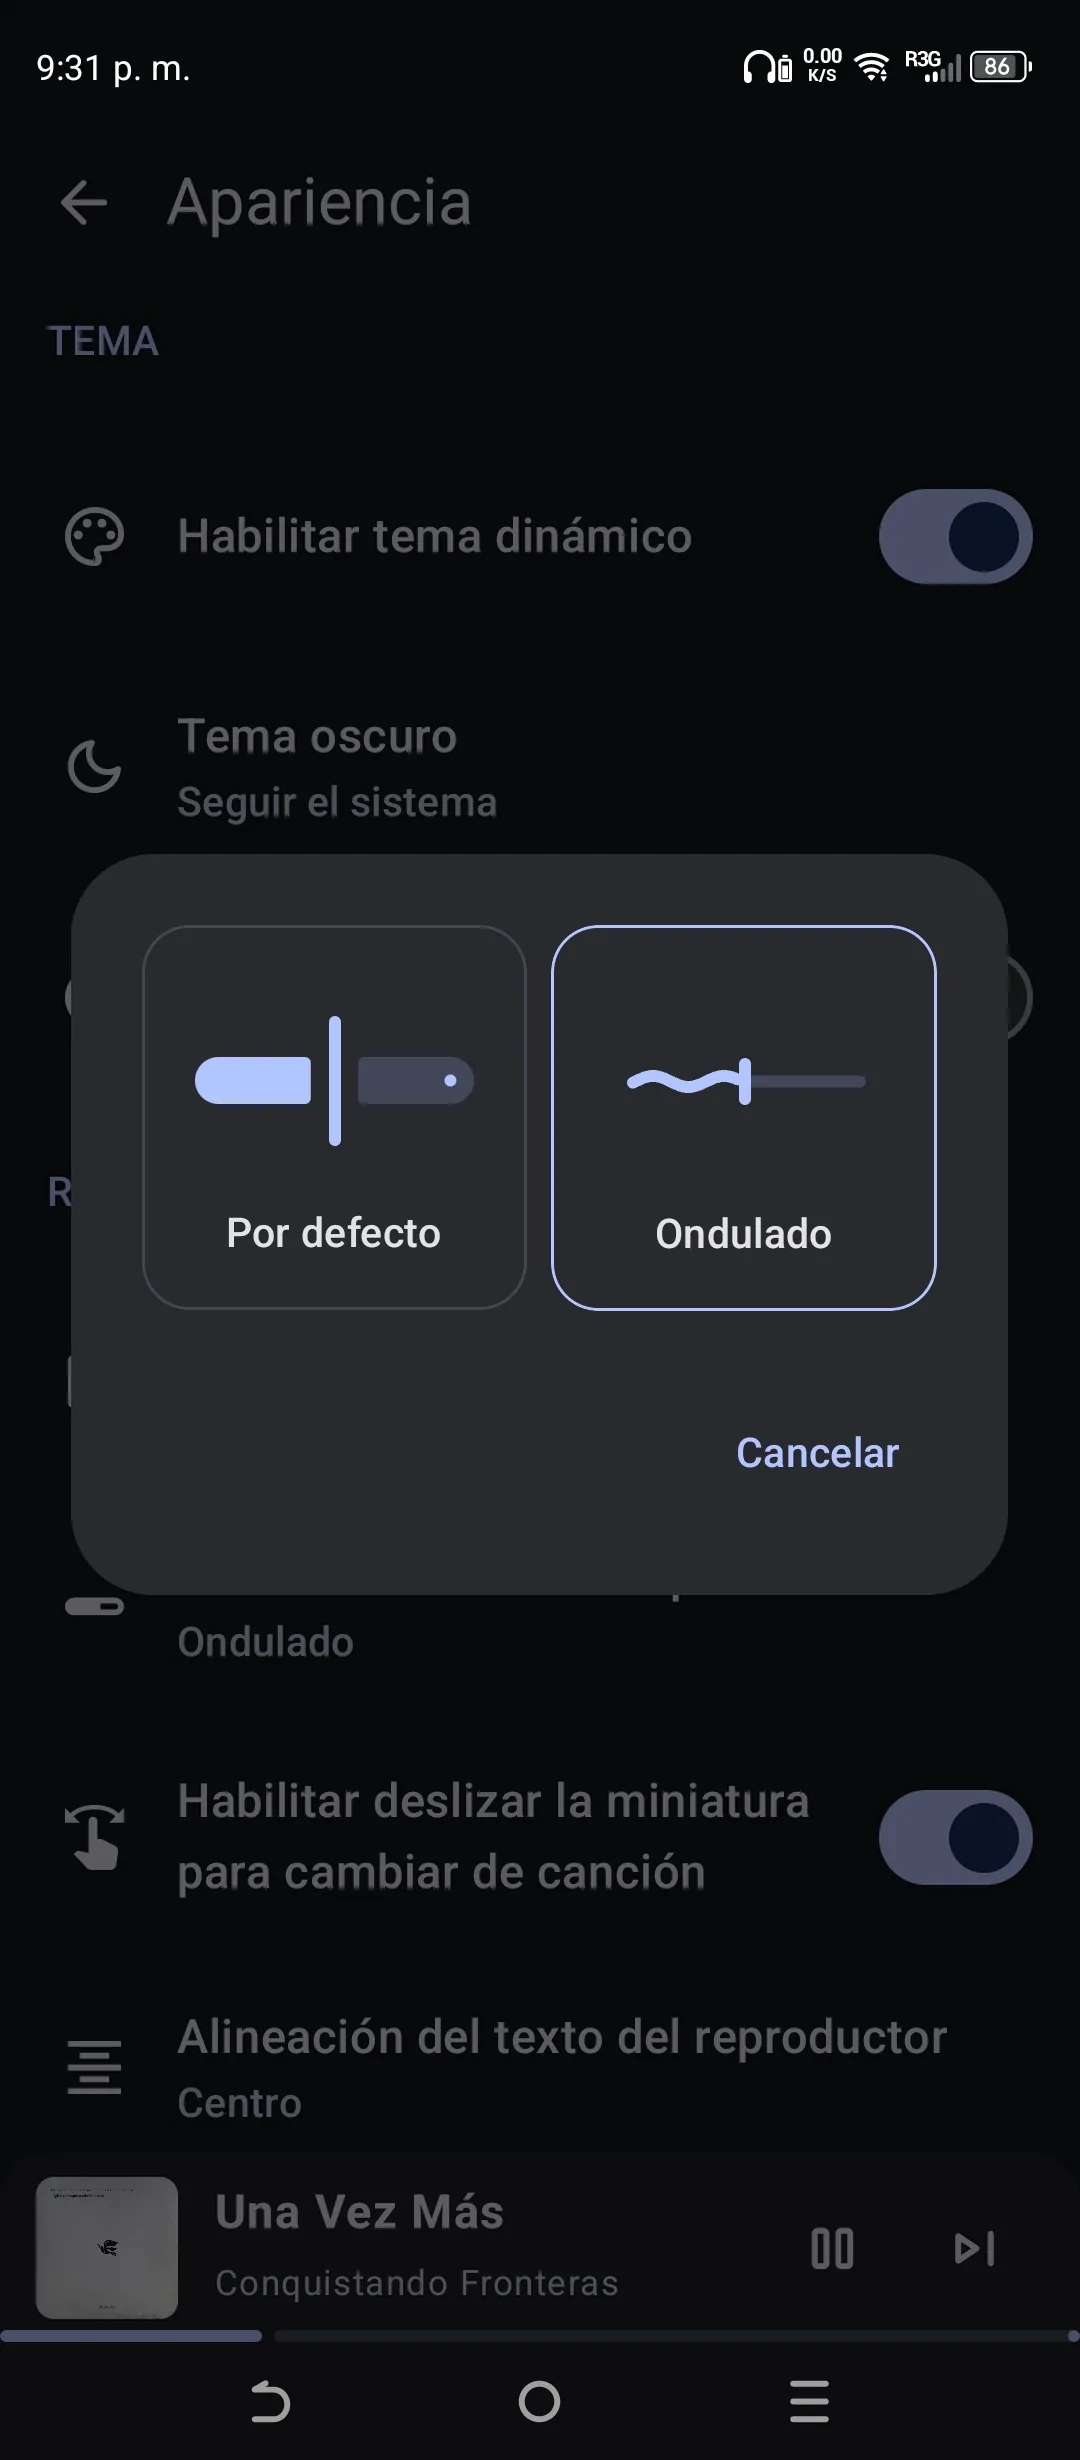 9:31 p. m.
0.00
K/S
R3G
86
Apariencia
TEMA
Habilitar tema dinámico
Tema oscuro
Seguir el sistema
R
Por defecto
Ondulado
Cancelar
Ondulado
Habilitar deslizar la miniatura
para cambiar de canción
Alineación del texto del reproductor
Centro
Una Vez Más
Conquistando Fronteras